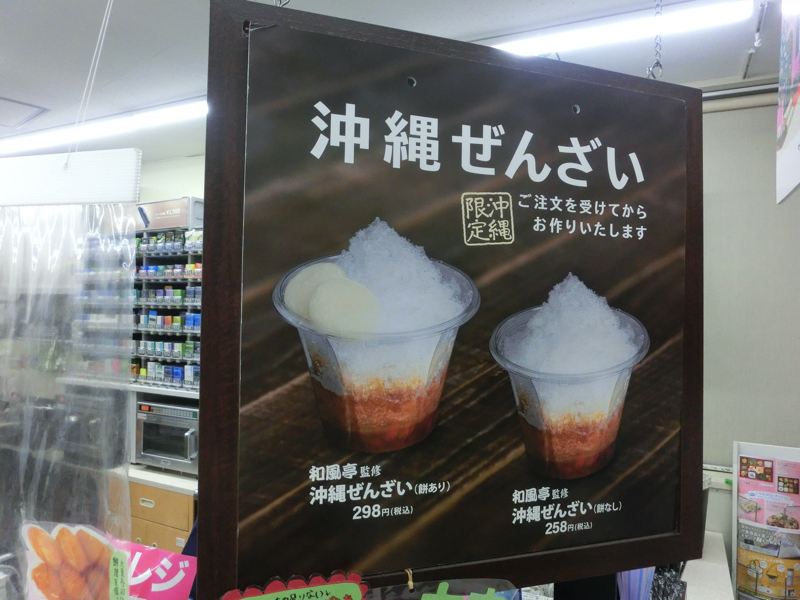 沖縄ぜんざい
沖縄
限定
ご注文を受けてから
お作りいたします
和風亭 監修
沖縄ぜんざい(餅あり)
298円(税込)
和風亭 監修
沖縄ぜんざい(餅なし)
258円(税込)
レジ